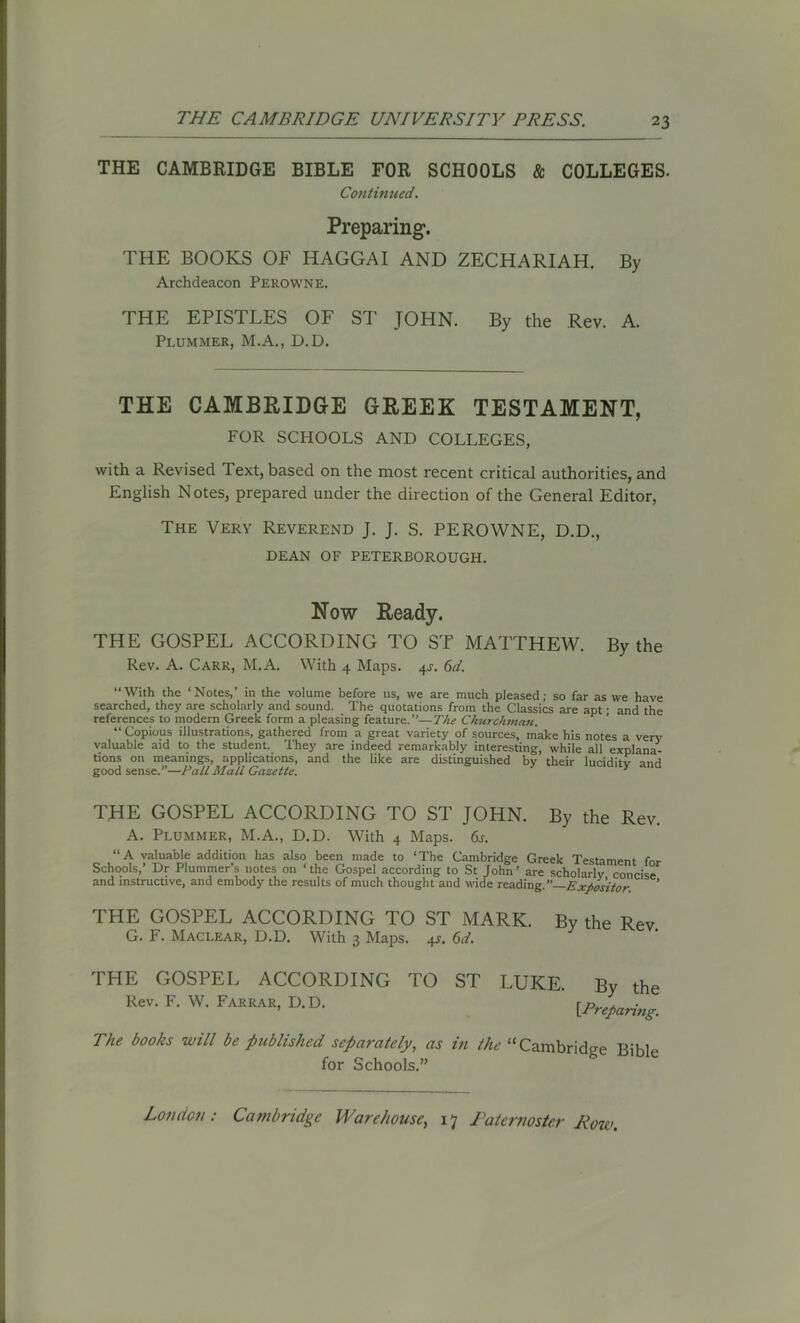 THE CAMBRIDGE UNIVERSITY PRESS. 23
THE CAMBRIDGE BIBLE FOR SCHOOLS & COLLEGES.
Continued.
Preparing.
THE BOOKS OF HAGGAI AND ZECHARIAH. By
Archdeacon PEROWNE.
THE EPISTLES OF ST JOHN. By the Rev. A.
PLUMMER, M.A., D.D.
THE CAMBRIDGE GREEK TESTAMENT,
FOR SCHOOLS AND COLLEGES,
with a Revised Text, based on the most recent critical authorities, and
English Notes, prepared under the direction of the General Editor,
THE VERY REVEREND J. J. S. PEROWNE, D.D.,
DEAN OF PETERBOROUGH.
Now Ready.
THE GOSPEL ACCORDING TO ST MATTHEW. By the
Rev. A. CARR, M.A. With 4 Maps. 4s. 6d.
"With the 'Notes,' in the volume before us, we are much pleased; so far as we have
searched, they are scholarly and sound. The quotations from the Classics are apt; and the
references to modern Greek form a pleasing feature."—The Churchman.
"Copious illustrations, gathered from a great variety of sources, make his notes a very
valuable aid to the student. They are indeed remarkably interesting, while all explana-
tions on meanings, applications, and the like are distinguished by their lucidity and
good sense."—Pall Mall Gazette.
THE GOSPEL ACCORDING TO ST JOHN. By the Rev.
A. PLUMMER, M.A., D.D. With 4 Maps. 6s.
"A valuable addition has also been made to 'The Cambridge Greek Testament for
Schools,' Dr Plummer's notes on 'the Gospel according to St John' are scholarly, concise,
and instructive, and embody the results of much thought and wide reading."—Expositor.
THE GOSPEL ACCORDING TO ST MARK. By the Rev.
G. F. MACLEAR, D.D. With 3 Maps. 4s. 6d.
THE GOSPEL ACCORDING TO ST LUKE. By the
Rev. F. W. FARRAR, D.D. [Preparing.
The books will be published separately, as in the "Cambridge Bible
for Schools."
London: Cambridge Warehouse, 17 Paternoster Row.